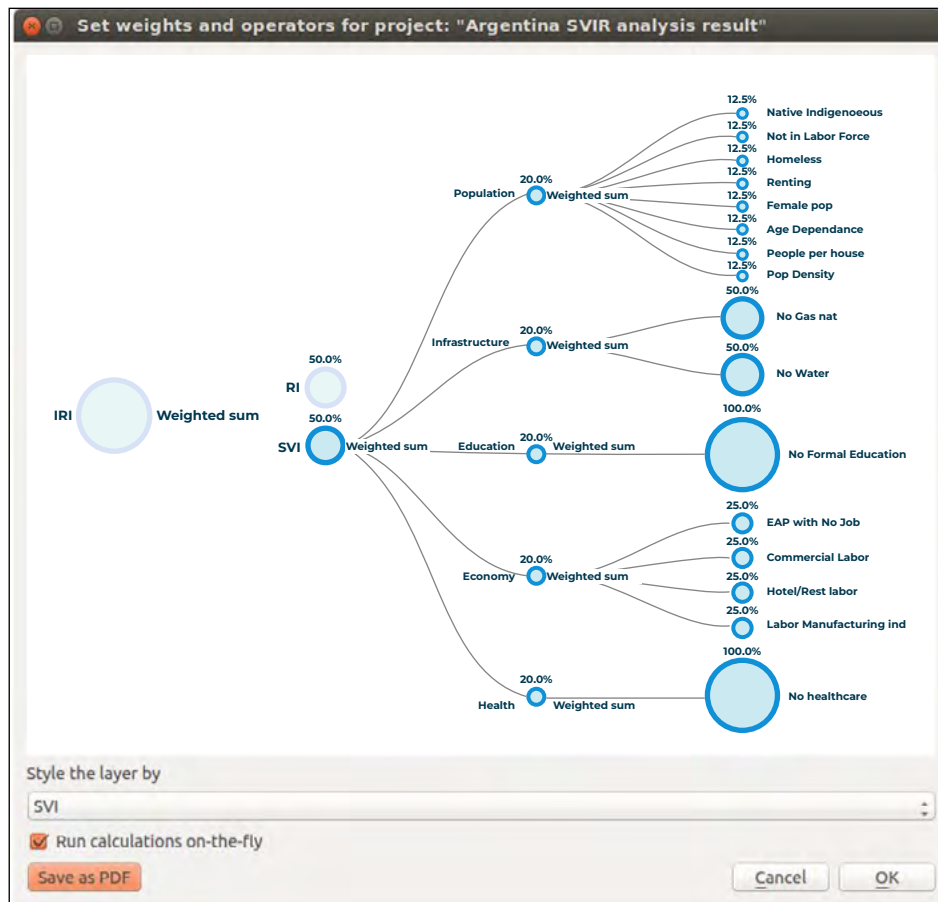 Set weights and operators for project: "Argentina SVIR analysis result"
12.5%
Native Indigenoeous
12.5%
Not in Labor Force
12.5%
Homeless
12.5%
Renting
12.5%
Female pop
12.5%
Age Dependance
12.5%
People per house
12.5%
Pop Density
20.0%
Population
Weighted sum
50.0%
No Gas nat
20.0%
Infrastructure
Weighted sum
50.0%
No Water
50.0%
RI
IRI
Weighted sum
50.0%
SVI
Weighted sum
20.0%
Education
Weighted sum
100.0%
No Formal Education
25.0%
EAP with No Job
25.0%
Commercial Labor
20.0%
Economy
Weighted sum
25.0%
Hotel/Rest labor
25.0%
Labor Manufacturing ind
100.0%
No healthcare
20.0%
Health
Weighted sum
Style the layer by
SVI
Run calculations on-the-fly
Save as PDF
Cancel
OK